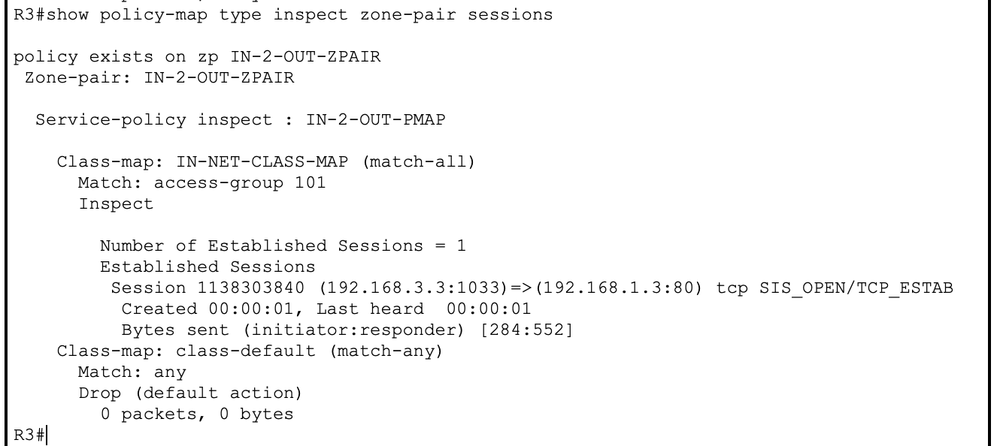 R3#show policy-map type inspect zone-pair sessions
policy exists on zp IN-2-OUT-ZPAIR
Zone-pair: IN-2-OUT-ZPAIR
Service-policy inspect : IN-2-OUT-PMAP
Class-map: IN-NET-CLASS-MAP (match-all)
Match: access-group 101
Inspect
Number of Established Sessions = 1
Established Sessions
Session 1138303840 (192.168.3.3:1033)=>(192.168.1.3:80) tcp SIS_OPEN/TCP_ESTAB
Created 00:00:01, Last heard  00:00:01
Bytes sent (initiator:responder) [284:552]
Class-map: class-default (match-any)
Match: any
Drop (default action)
0 packets, 0 bytes
R3#